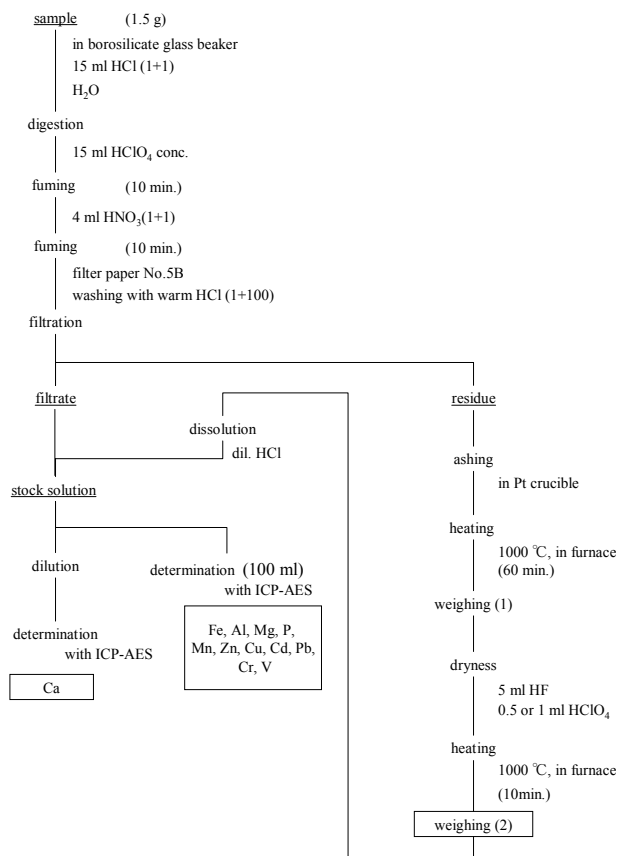 sample (1.5 g)
in borosilicate glass beaker
15 ml HCl (1+1)
H₂O
digestion
15 ml HClO₄ conc.
fuming (10 min.)
4 ml HNO₃(1+1)
fuming (10 min.)
filter paper No.5B
washing with warm HCl (1+100)
filtration
filtrate
dissolution
dil. HCl
stock solution
dilution
determination
with ICP-AES
Ca
determination (100 ml)
with ICP-AES
Fe, Al, Mg, P,
Mn, Zn, Cu, Cd, Pb,
Cr, V
residue
ashing
in Pt crucible
heating
1000 ℃, in furnace
(60 min.)
weighing (1)
dryness
5 ml HF
0.5 or 1 ml HClO₄
heating
1000 ℃, in furnace
(10min.)
weighing (2)